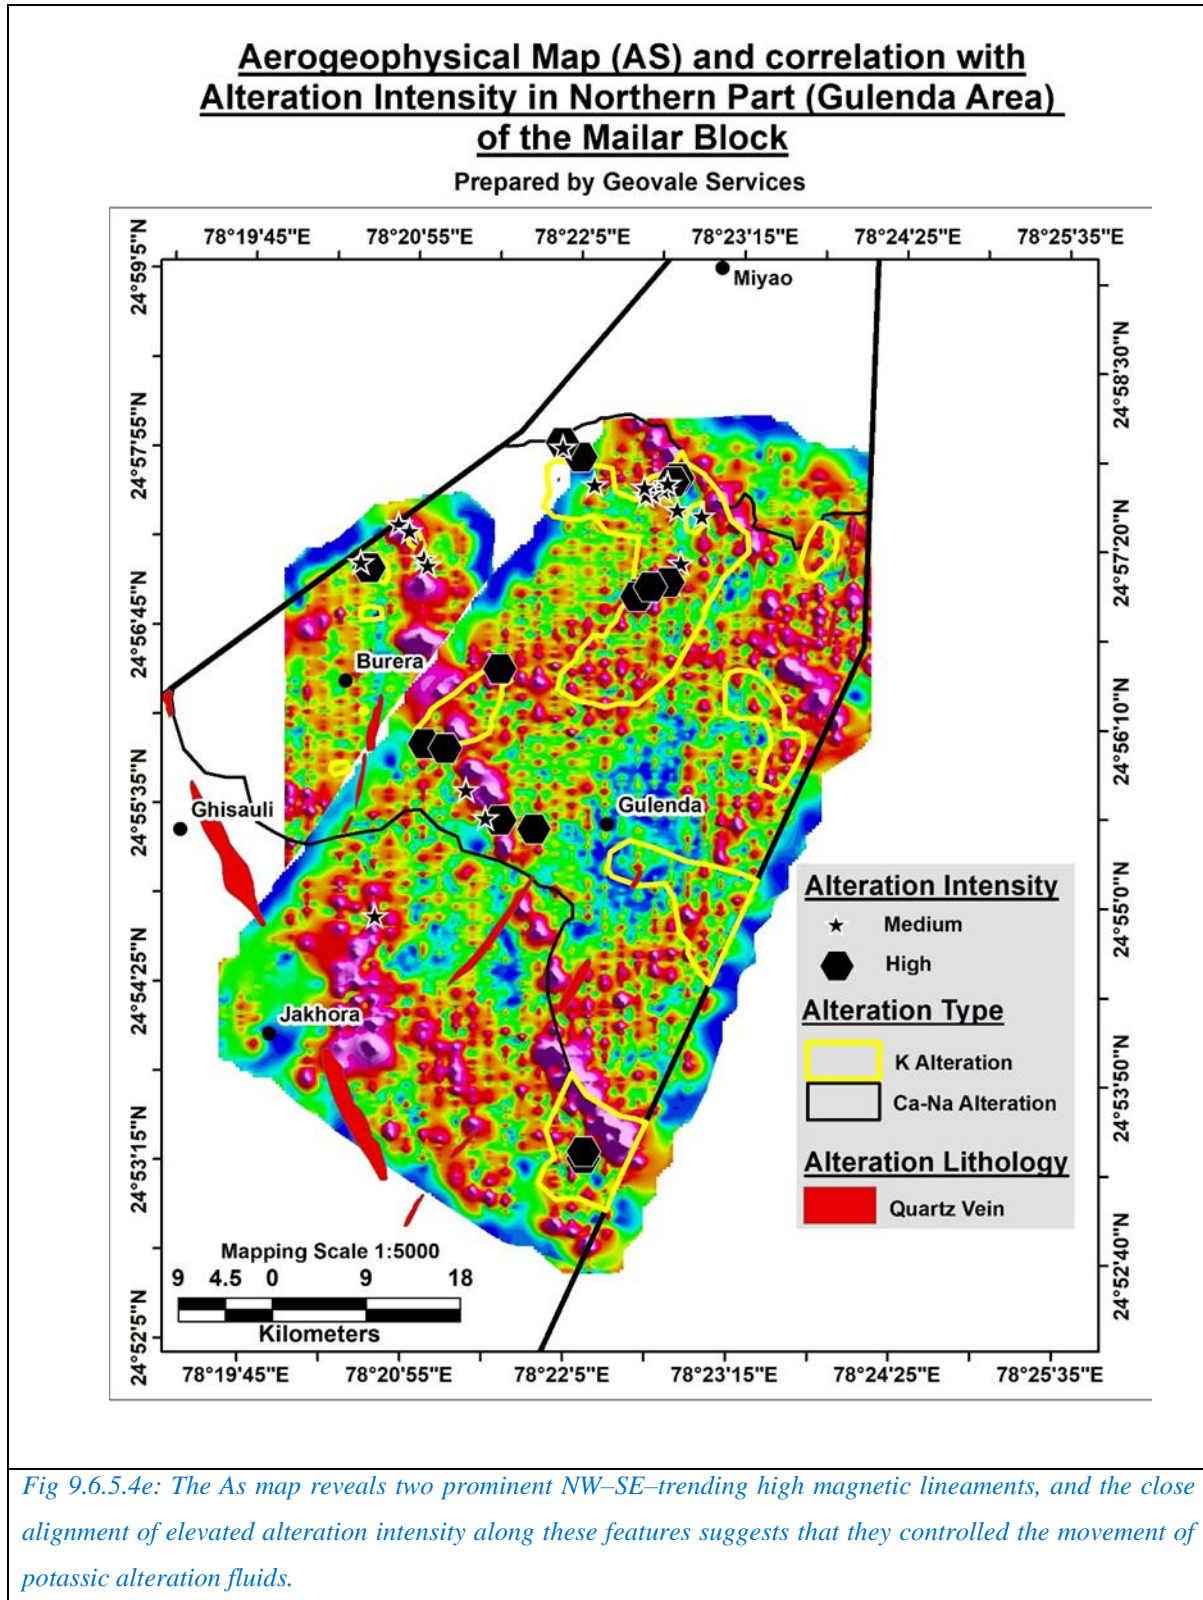 Aerogeophysical Map (AS) and correlation with
Alteration Intensity in Northern Part (Gulenda Area)
of the Mailar Block
Prepared by Geovale Services
78°19'45"E 78°20'55"E 78°22'5"E 78°23'15"E 78°24'25"E 78°25'35"E
24°59'5"N
24°57'55"N
24°56'45"N
24°55'35"N
24°54'25"N
24°53'15"N
24°52'5"N
Miyao
Burera
Ghisauli
Gulenda
Jakhora
24°58'30"N
24°57'20"N
24°56'10"N
24°55'0"N
24°53'50"N
24°52'40"N
Alteration Intensity
Medium
High
Alteration Type
K Alteration
Ca-Na Alteration
Alteration Lithology
Quartz Vein
Mapping Scale 1:5000
9 4.5 0 9 18
Kilometers
78°19'45"E 78°20'55"E 78°22'5"E 78°23'15"E 78°24'25"E 78°25'35"E
Fig 9.6.5.4e: The As map reveals two prominent NW–SE–trending high magnetic lineaments, and the close
alignment of elevated alteration intensity along these features suggests that they controlled the movement of
potassic alteration fluids.